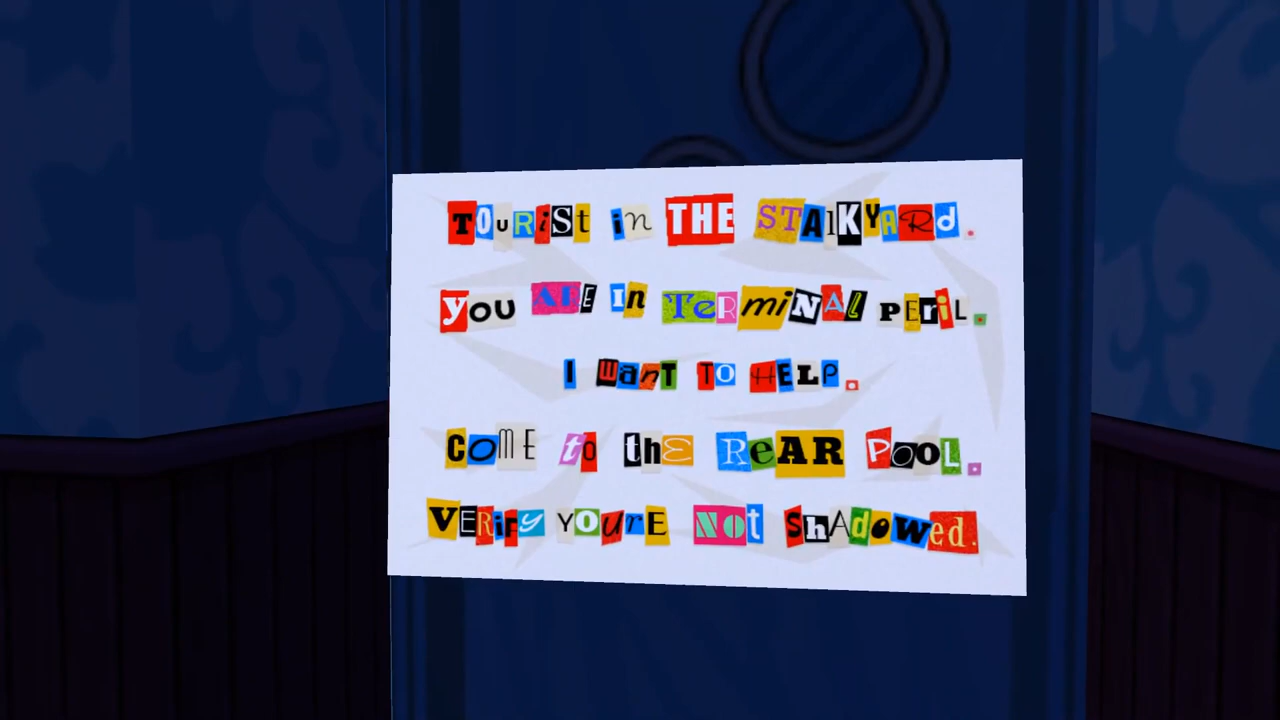 TOuRiSt in THE STAlKYARd.
you ArE In TerMiNAL PEriL.
I WanT TO HELP.
COmE to thE ReAR POoL.
VERify YOurE Not ShAdoWed.